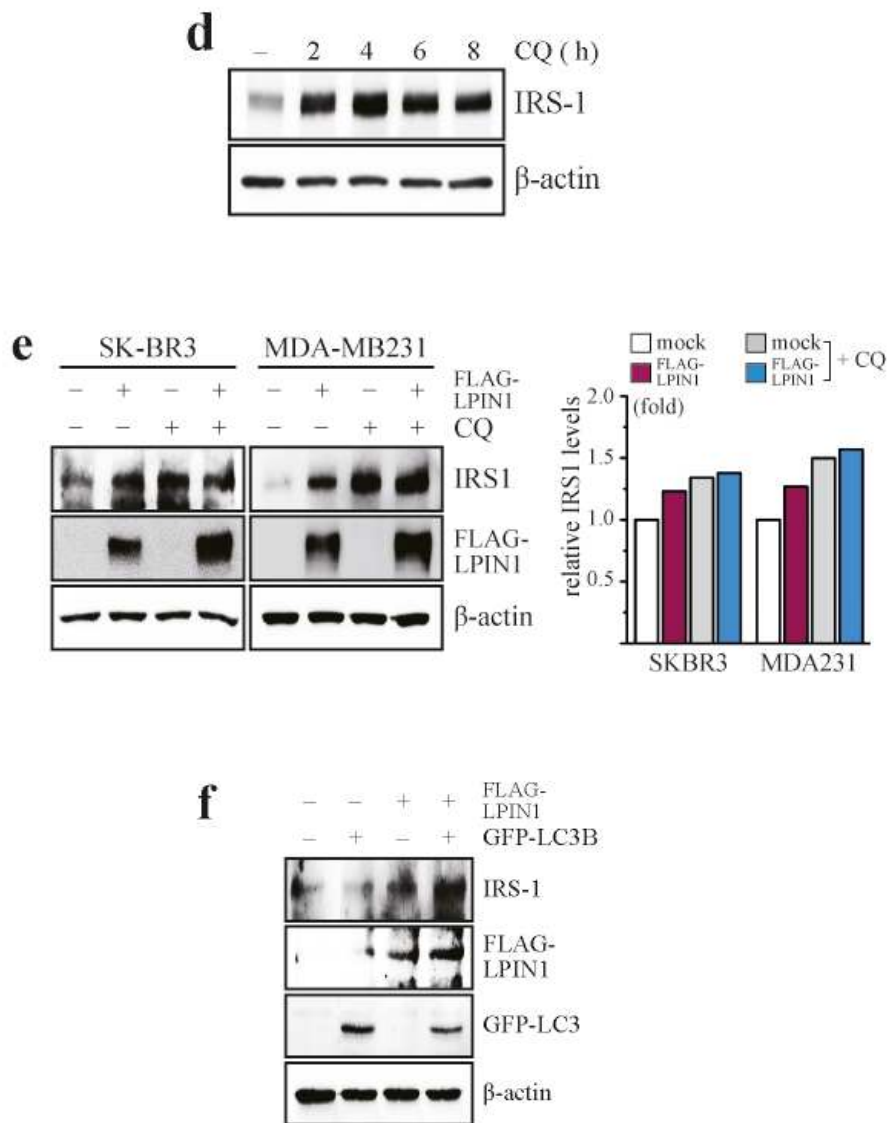 d
– 2 4 6 8 CQ ( h )
IRS-1
β-actin
e
SK-BR3 MDA-MB231
– + – + – + – + FLAG-LPIN1
– – + + – – + + CQ
IRS1
FLAG-LPIN1
β-actin
mock mock
FLAG-LPIN1 FLAG-LPIN1 + CQ
(fold)
relative IRS1 levels
2.0
1.5
1.0
0.5
SKBR3 MDA231
f
– – + + FLAG-LPIN1
– + – + GFP-LC3B
IRS-1
FLAG-LPIN1
GFP-LC3
β-actin